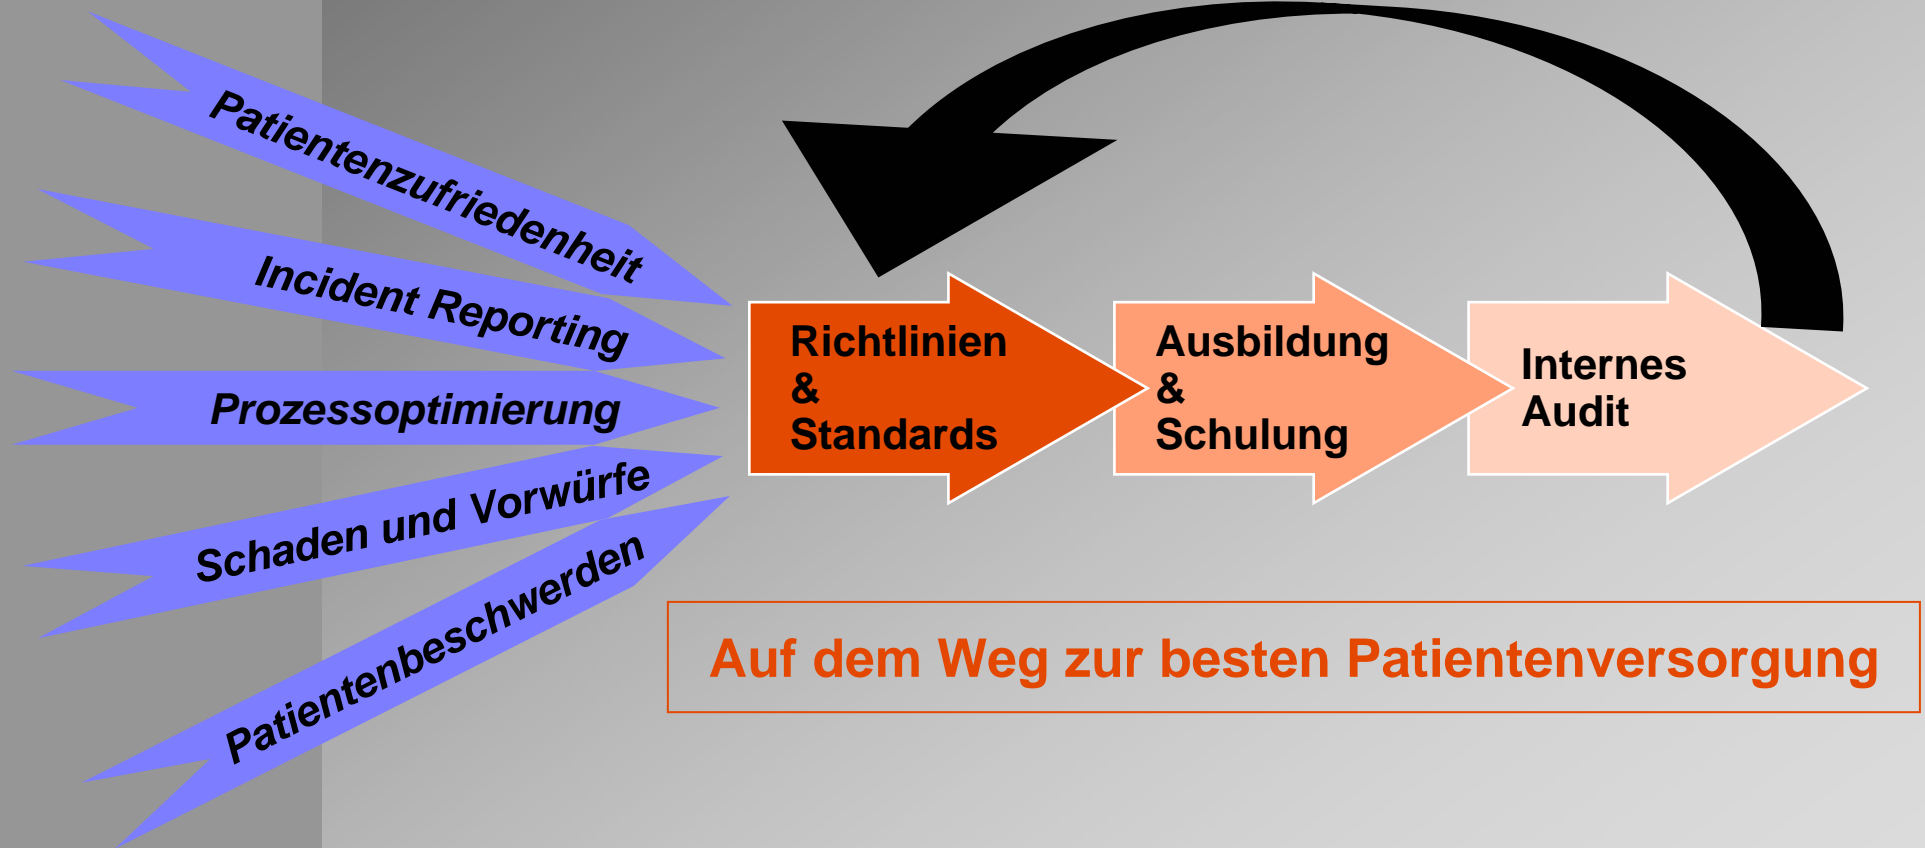 Patientenzufriedenheit
Incident Reporting
Prozessoptimierung
Schaden und Vorwürfe
Patientenbeschwerden
Richtlinien
&
Standards
Ausbildung
&
Schulung
Internes
Audit
Auf dem Weg zur besten Patientenversorgung